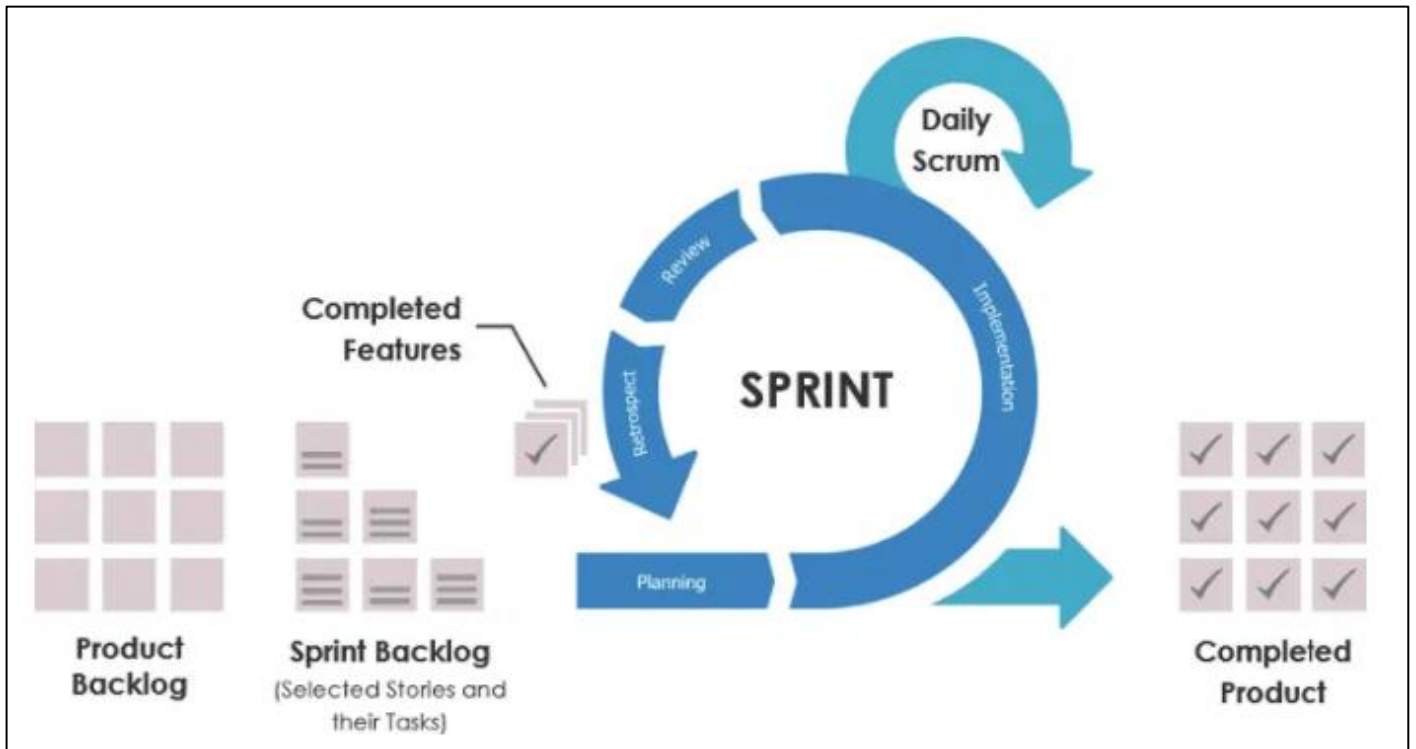 Daily
Scrum
Review
Implementation
Completed
Features
SPRINT
Retrospect
Planning
Product
Backlog
Sprint Backlog
(Selected Stories and
their Tasks)
Completed
Product